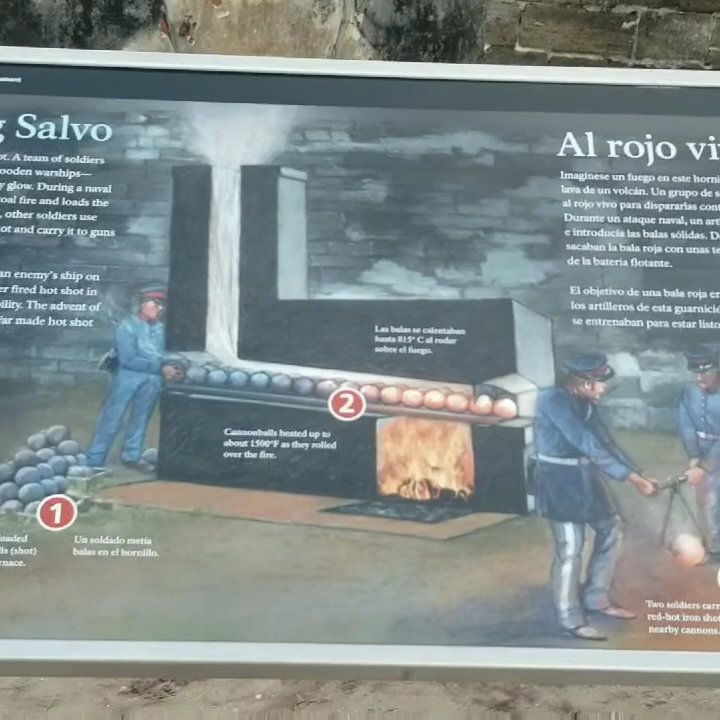 Salvo
ot. A team of soldiers
ooden warships—
y glow. During a naval
oal fire and loads the
, other soldiers use
ot and carry it to guns
an enemy's ship on
er fired hot shot in
bility. The advent of
made hot shot
Al rojo vi
Imagínese un fuego en este horni
lava de un volcán. Un grupo de s
al rojo vivo para dispararlas con
Durante un ataque naval, un art
e introducía las balas sólidas. D
sacaban la bala roja con unas te
de la batería flotante.
El objetivo de una bala roja er
los artilleros de esta guarnició
se entrenaban para estar listo
Las balas se calentaban
hasta 815° C al rodar
sobre el fuego.
2
Cannonballs heated up to
about 1500°F as they rolled
over the fire.
1
oaded
ls (shot)
rnace.
Un soldado metía
balas en el hornillo.
Two soldiers carr
red-hot iron shot
nearby cannons.